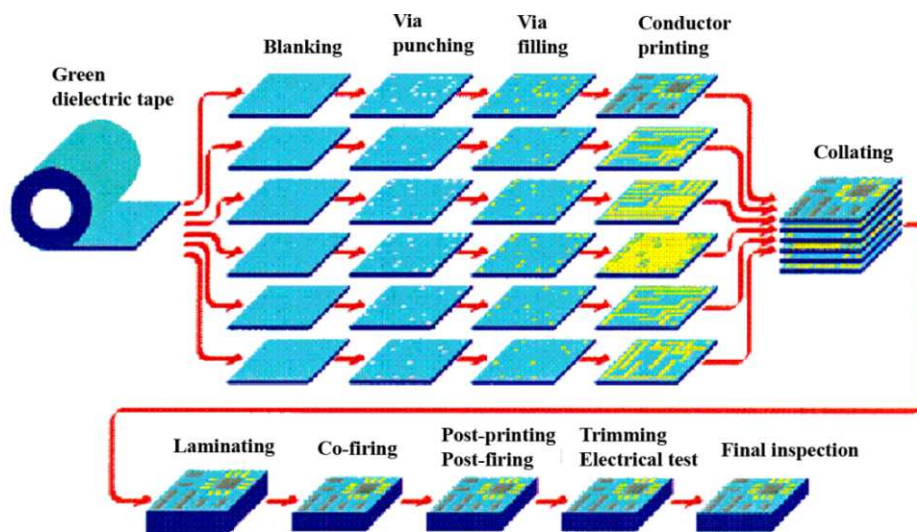 Green
dielectric tape
Blanking
Via
punching
Via
filling
Conductor
printing
Collating
Laminating
Co-firing
Post-printing
Post-firing
Trimming
Electrical test
Final inspection